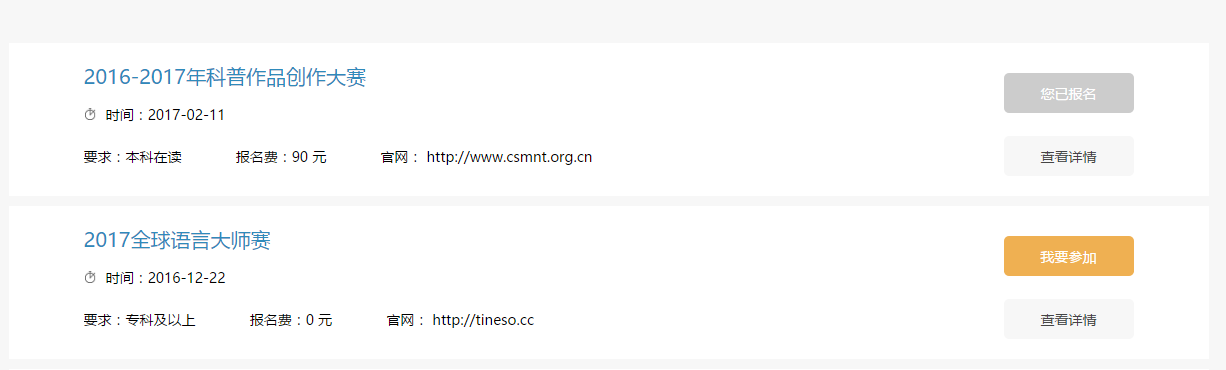 2016-2017年科普作品创作大赛
您已报名
时间：2017-02-11
要求：本科在读 报名费：90 元 官网： http://www.csmnt.org.cn
查看详情
2017全球语言大师赛
我要参加
时间：2016-12-22
要求：专科及以上 报名费：0 元 官网： http://tineso.cc
查看详情